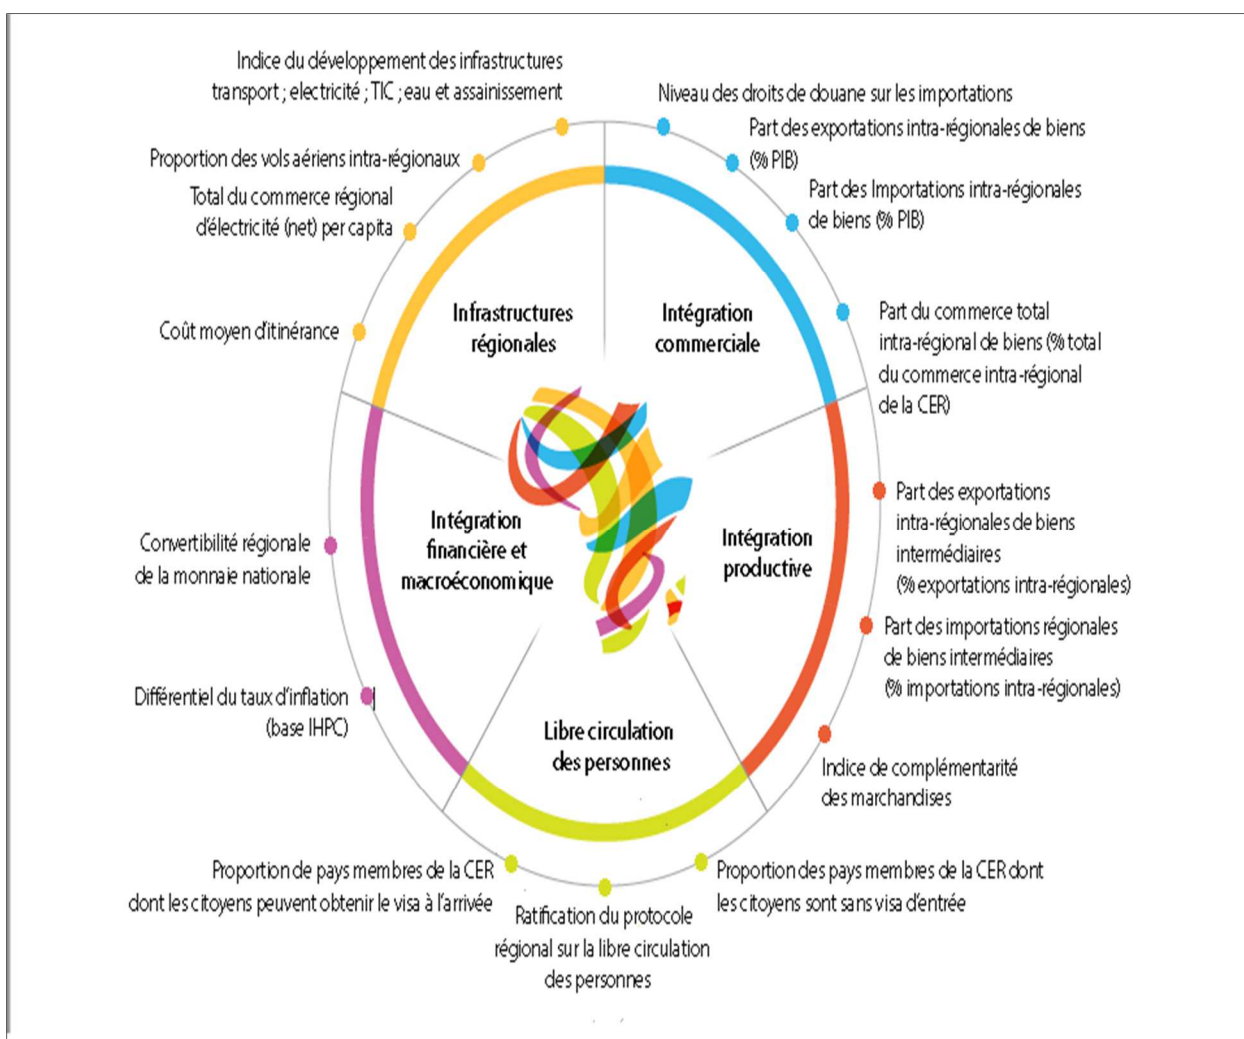 Indice du développement des infrastructures
transport ; electricité ; TIC ; eau et assainissement
Proportion des vols aériens intra-régionaux
Total du commerce régional
d'électricité (net) per capita
Coût moyen d'itinérance
Niveau des droits de douane sur les importations
Part des exportations intra-régionales de biens
(% PIB)
Part des Importations intra-régionales
de biens (% PIB)
Part du commerce total
intra-régional de biens (% total
du commerce intra-régional
de la CER)
Infrastructures
régionales
Intégration
commerciale
Intégration
financière et
macroéconomique
Intégration
productive
Libre circulation
des personnes
Convertibilité régionale
de la monnaie nationale
Différentiel du taux d'inflation
(base IHPC)
Part des exportations
intra-régionales de biens
intermédiaires
(% exportations intra-régionales)
Part des importations régionales
de biens intermédiaires
(% importations intra-régionales)
Indice de complémentarité
des marchandises
Proportion de pays membres de la CER
dont les citoyens peuvent obtenir le visa à l'arrivée
Ratification du protocole
régional sur la libre circulation
des personnes
Proportion des pays membres de la CER dont
les citoyens sont sans visa d'entrée